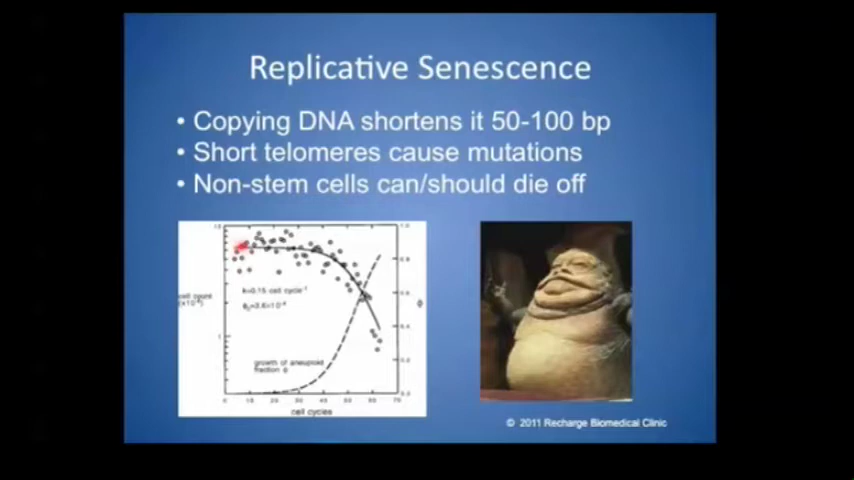 Replicative Senescence
• Copying DNA shortens it 50-100 bp
• Short telomeres cause mutations
• Non-stem cells can/should die off
cell count
growth of aneuploid
fraction
cell cycles
© 2011 Recharge Biomedical Clinic